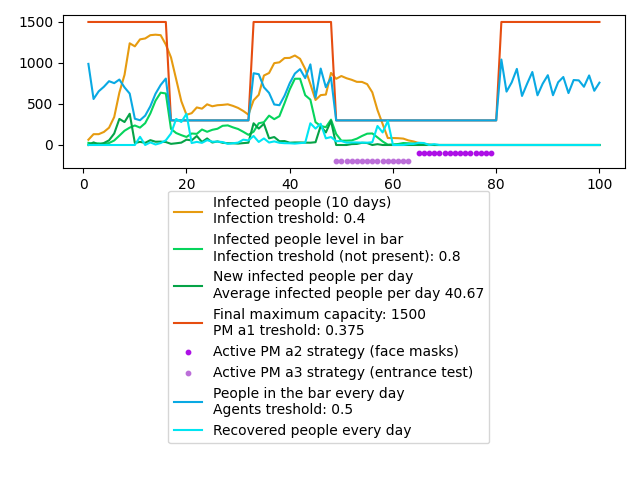 1500
1000
500
0
0
20
40
60
80
100
Infected people (10 days)
Infection treshold: 0.4
Infected people level in bar
Infection treshold (not present): 0.8
New infected people per day
Average infected people per day 40.67
Final maximum capacity: 1500
PM a1 treshold: 0.375
Active PM a2 strategy (face masks)
Active PM a3 strategy (entrance test)
People in the bar every day
Agents treshold: 0.5
Recovered people every day